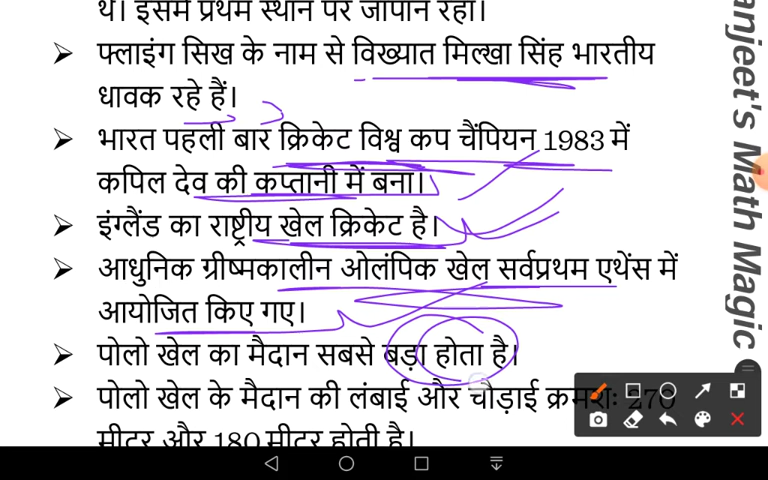 थे। इसमें प्रथम स्थान पर जापान रहा।
➤ फ्लाइंग सिख के नाम से विख्यात मिल्खा सिंह भारतीय
धावक रहे हैं।
➤ भारत पहली बार क्रिकेट विश्व कप चैंपियन 1983 में
कपिल देव की कप्तानी में बना।
➤ इंग्लैंड का राष्ट्रीय खेल क्रिकेट है।
➤ आधुनिक ग्रीष्मकालीन ओलंपिक खेल सर्वप्रथम एथेंस में
आयोजित किए गए।
➤ पोलो खेल का मैदान सबसे बड़ा होता है।
➤ पोलो खेल के मैदान की लंबाई और चौड़ाई क्रमशः 270
मीटर और 180 मीटर होती है।
anjeet's Math Magic